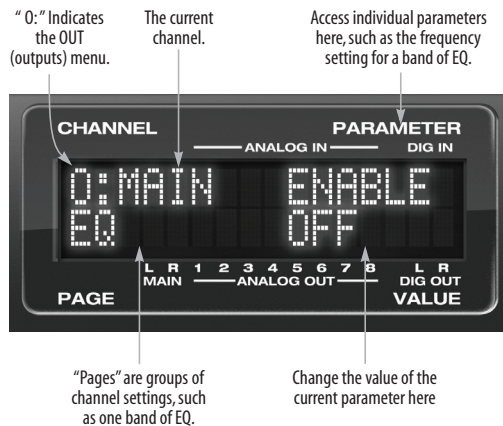 “ O:” Indicates
the OUT
(outputs) menu.
The current
channel.
Access individual parameters
here, such as the frequency
setting for a band of EQ.
CHANNEL
PARAMETER
ANALOG IN
DIG IN
O:MAIN
ENABLE
EQ
OFF
L R 1 2 3 4 5 6 7 8 L R
MAIN
ANALOG OUT
DIG OUT
PAGE
VALUE
“Pages” are groups of
channel settings, such
as one band of EQ.
Change the value of the
current parameter here